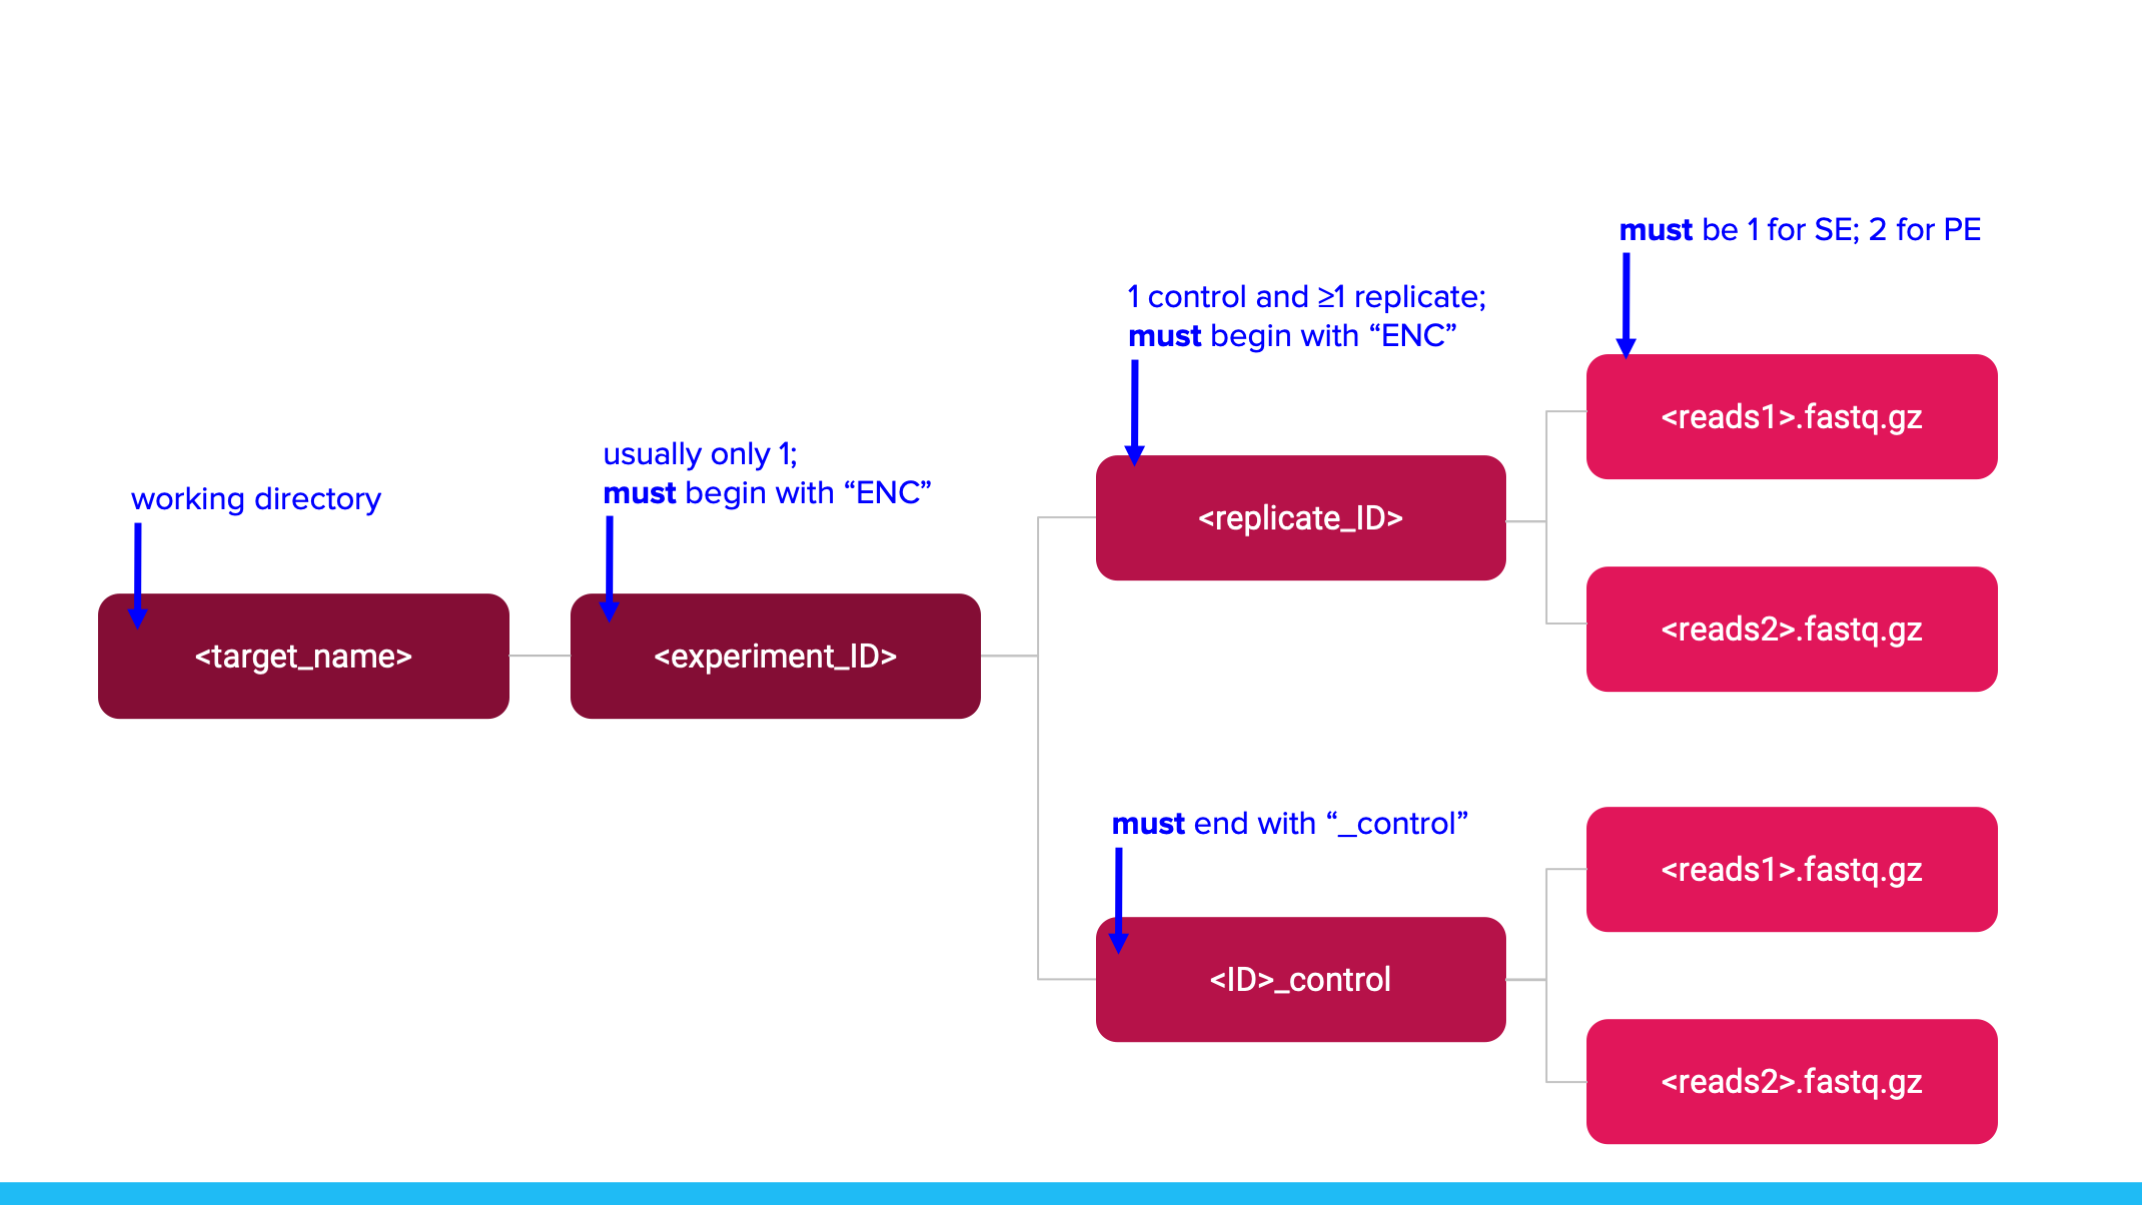 must be 1 for SE; 2 for PE
1 control and ≥1 replicate;
must begin with “ENC”
<reads1>.fastq.gz
usually only 1;
must begin with “ENC”
working directory
<replicate_ID>
<reads2>.fastq.gz
<target_name>
<experiment_ID>
must end with “_control”
<reads1>.fastq.gz
<ID>_control
<reads2>.fastq.gz